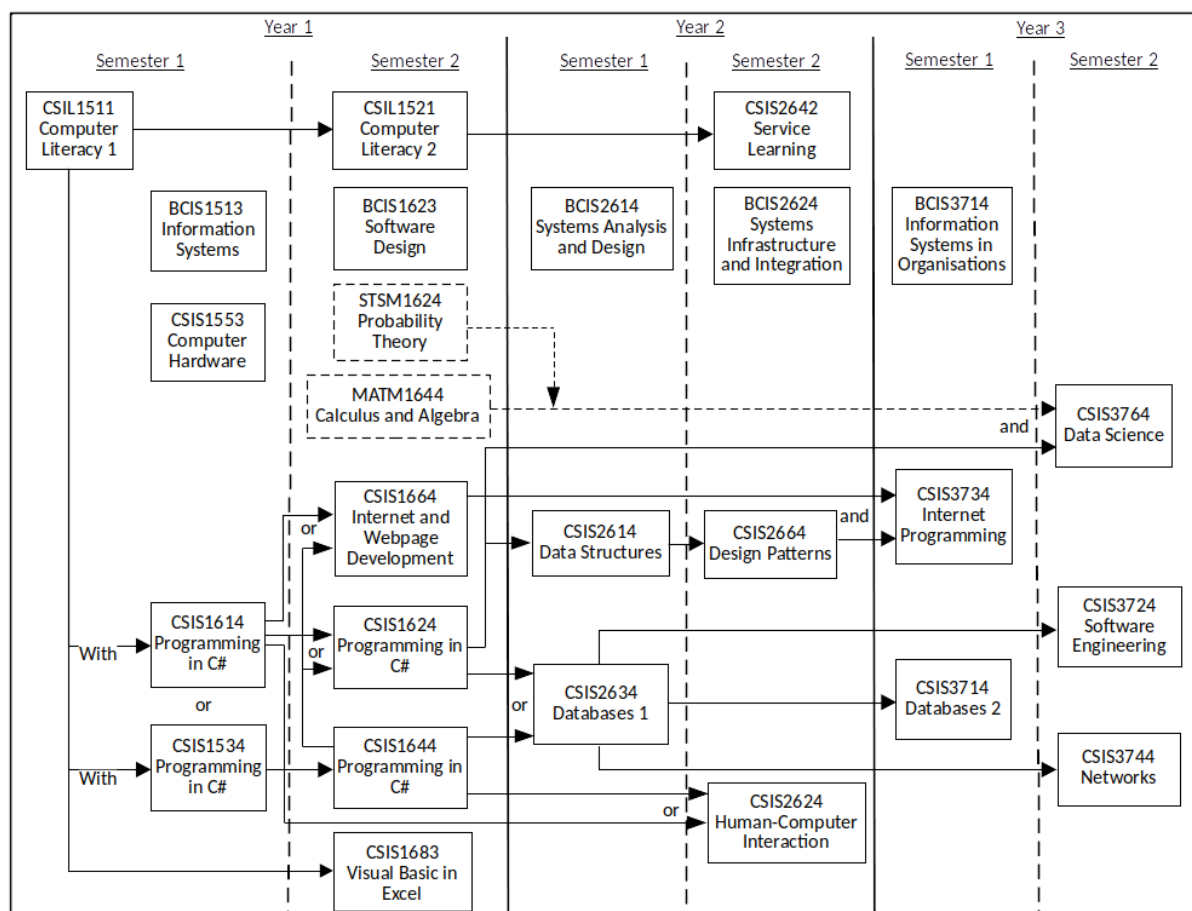 Year 1
Year 2
Year 3
Semester 1
Semester 2
Semester 1
Semester 2
Semester 1
Semester 2
CSIL1511
Computer
Literacy 1
CSIL1521
Computer
Literacy 2
CSIS2642
Service
Learning
BCIS1513
Information
Systems
BCIS1623
Software
Design
BCIS2614
Systems Analysis
and Design
BCIS2624
Systems
Infrastructure
and Integration
BCIS3714
Information
Systems in
Organisations
CSIS1553
Computer
Hardware
STSM1624
Probability
Theory
MATM1644
Calculus and Algebra
and
CSIS3764
Data Science
or
CSIS1664
Internet and
Webpage
Development
CSIS2614
Data Structures
CSIS2664
Design Patterns
and
CSIS3734
Internet
Programming
With
CSIS1614
Programming
in C#
or
CSIS1624
Programming
in C#
CSIS3724
Software
Engineering
or
or
CSIS2634
Databases 1
CSIS3714
Databases 2
With
CSIS1534
Programming
in C#
CSIS1644
Programming
in C#
CSIS3744
Networks
or
CSIS2624
Human-Computer
Interaction
CSIS1683
Visual Basic in
Excel